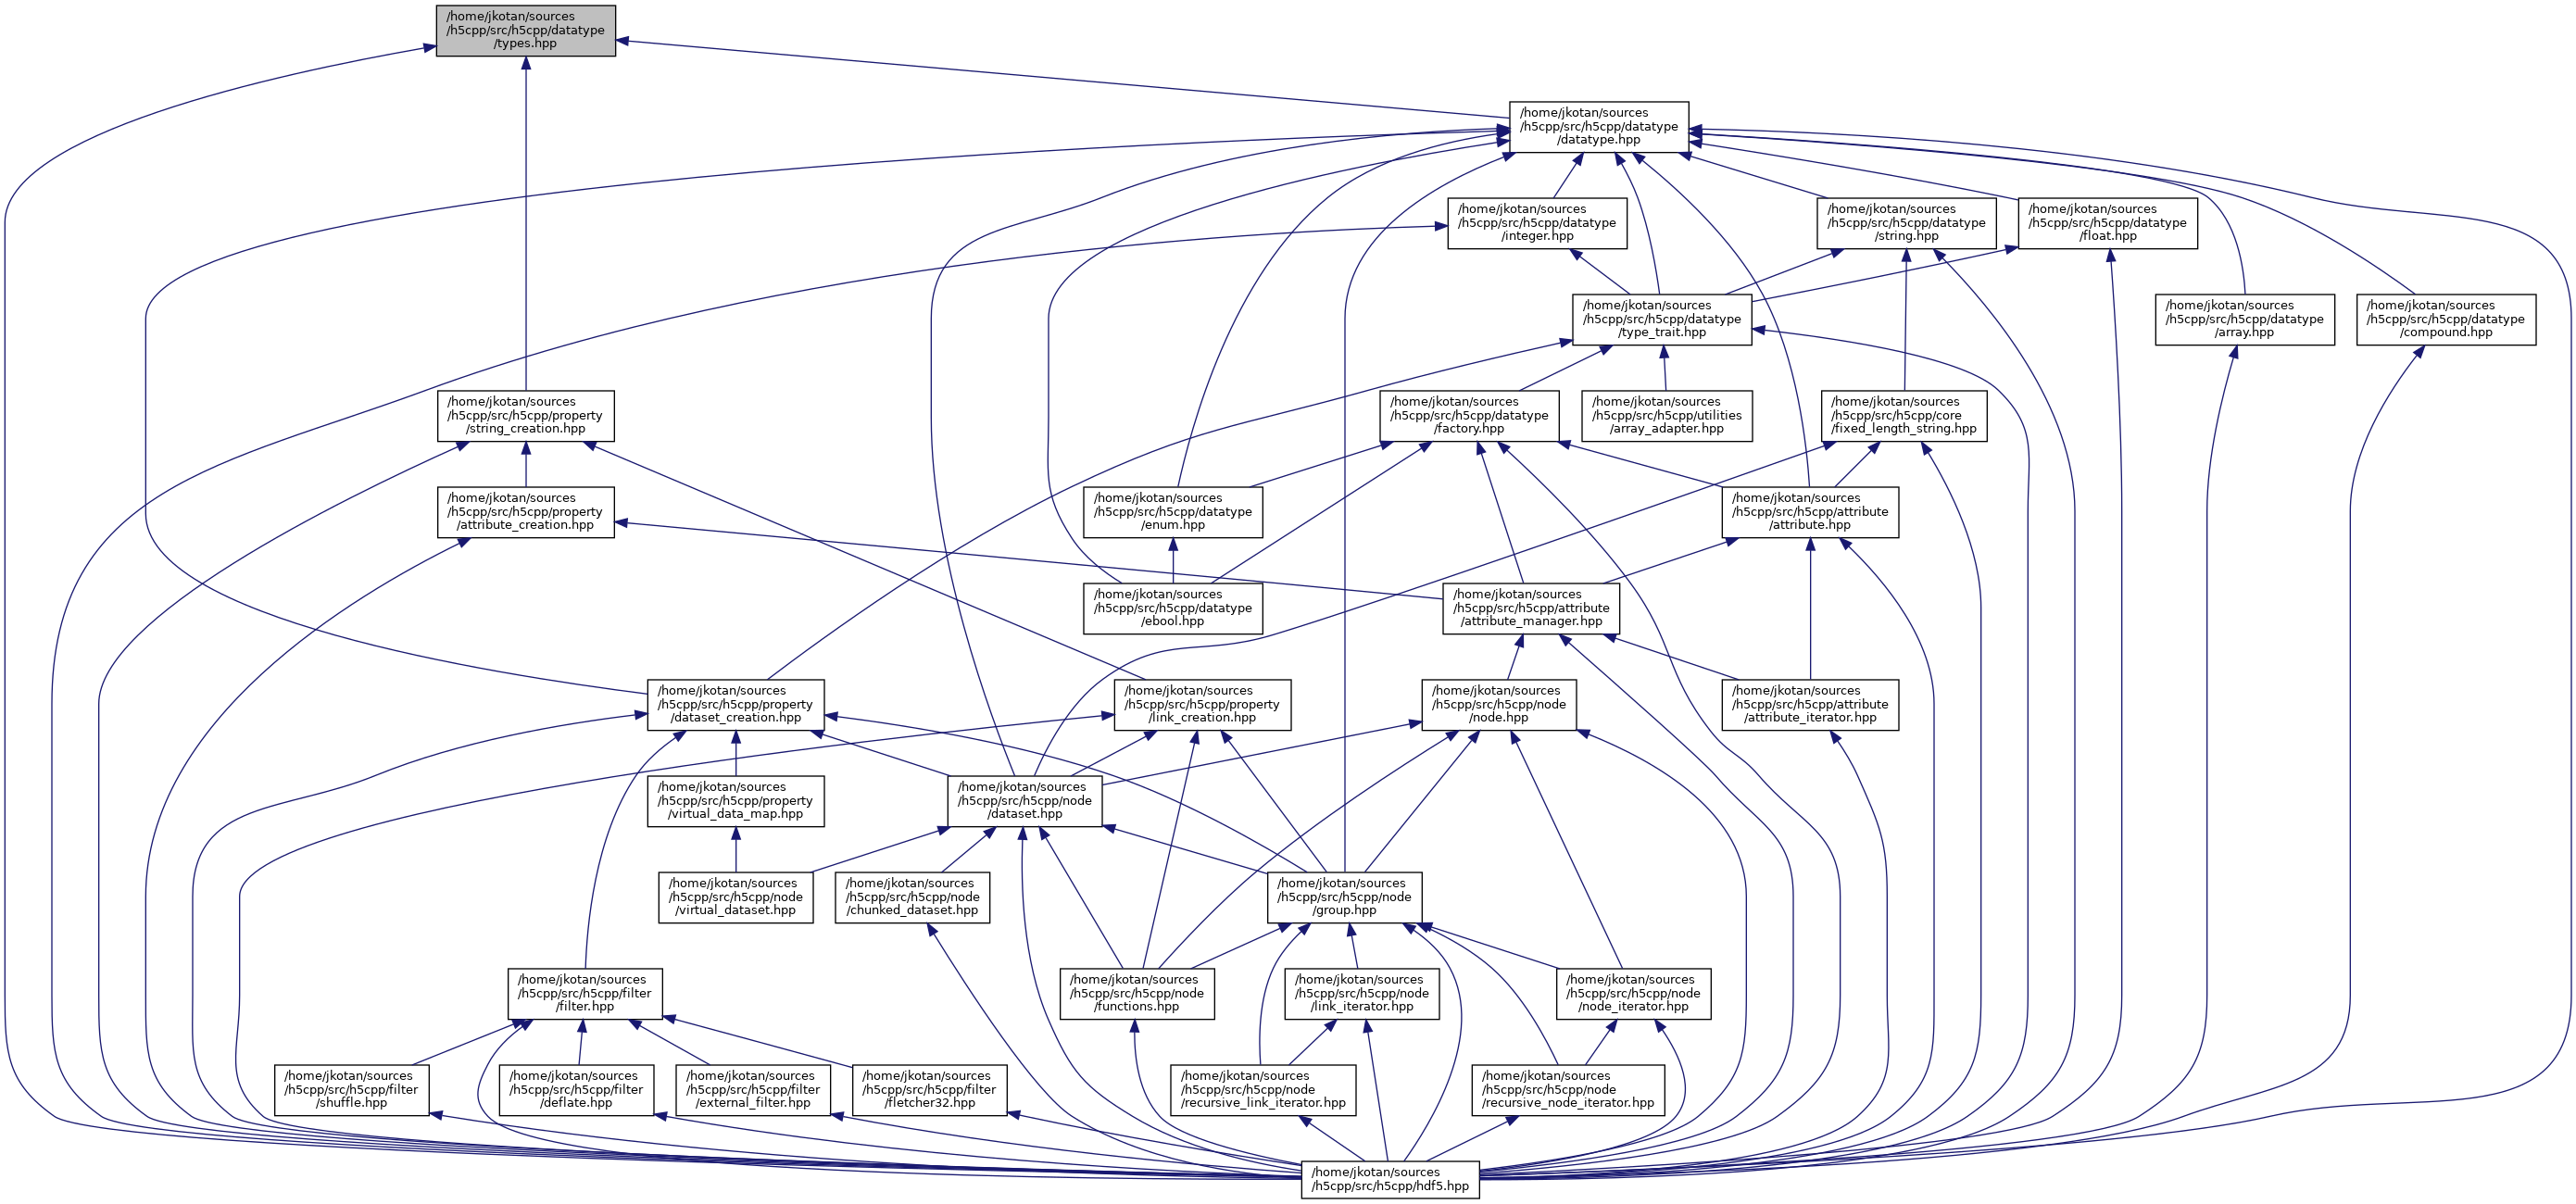 /home/jkotan/sources
/h5cpp/src/h5cpp/datatype
/types.hpp
/home/jkotan/sources
/h5cpp/src/h5cpp/datatype
/datatype.hpp
/home/jkotan/sources
/h5cpp/src/h5cpp/datatype
/integer.hpp
/home/jkotan/sources
/h5cpp/src/h5cpp/datatype
/string.hpp
/home/jkotan/sources
/h5cpp/src/h5cpp/datatype
/float.hpp
/home/jkotan/sources
/h5cpp/src/h5cpp/datatype
/type_trait.hpp
/home/jkotan/sources
/h5cpp/src/h5cpp/datatype
/array.hpp
/home/jkotan/sources
/h5cpp/src/h5cpp/datatype
/compound.hpp
/home/jkotan/sources
/h5cpp/src/h5cpp/property
/string_creation.hpp
/home/jkotan/sources
/h5cpp/src/h5cpp/datatype
/factory.hpp
/home/jkotan/sources
/h5cpp/src/h5cpp/utilities
/array_adapter.hpp
/home/jkotan/sources
/h5cpp/src/h5cpp/core
/fixed_length_string.hpp
/home/jkotan/sources
/h5cpp/src/h5cpp/property
/attribute_creation.hpp
/home/jkotan/sources
/h5cpp/src/h5cpp/datatype
/enum.hpp
/home/jkotan/sources
/h5cpp/src/h5cpp/attribute
/attribute.hpp
/home/jkotan/sources
/h5cpp/src/h5cpp/datatype
/ebool.hpp
/home/jkotan/sources
/h5cpp/src/h5cpp/attribute
/attribute_manager.hpp
/home/jkotan/sources
/h5cpp/src/h5cpp/property
/dataset_creation.hpp
/home/jkotan/sources
/h5cpp/src/h5cpp/property
/link_creation.hpp
/home/jkotan/sources
/h5cpp/src/h5cpp/node
/node.hpp
/home/jkotan/sources
/h5cpp/src/h5cpp/attribute
/attribute_iterator.hpp
/home/jkotan/sources
/h5cpp/src/h5cpp/property
/virtual_data_map.hpp
/home/jkotan/sources
/h5cpp/src/h5cpp/node
/dataset.hpp
/home/jkotan/sources
/h5cpp/src/h5cpp/node
/virtual_dataset.hpp
/home/jkotan/sources
/h5cpp/src/h5cpp/node
/chunked_dataset.hpp
/home/jkotan/sources
/h5cpp/src/h5cpp/node
/group.hpp
/home/jkotan/sources
/h5cpp/src/h5cpp/filter
/filter.hpp
/home/jkotan/sources
/h5cpp/src/h5cpp/node
/functions.hpp
/home/jkotan/sources
/h5cpp/src/h5cpp/node
/link_iterator.hpp
/home/jkotan/sources
/h5cpp/src/h5cpp/node
/node_iterator.hpp
/home/jkotan/sources
/h5cpp/src/h5cpp/filter
/shuffle.hpp
/home/jkotan/sources
/h5cpp/src/h5cpp/filter
/deflate.hpp
/home/jkotan/sources
/h5cpp/src/h5cpp/filter
/external_filter.hpp
/home/jkotan/sources
/h5cpp/src/h5cpp/filter
/fletcher32.hpp
/home/jkotan/sources
/h5cpp/src/h5cpp/node
/recursive_link_iterator.hpp
/home/jkotan/sources
/h5cpp/src/h5cpp/node
/recursive_node_iterator.hpp
/home/jkotan/sources
/h5cpp/src/h5cpp/hdf5.hpp